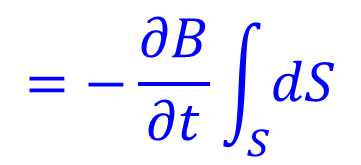 = − ∂B/∂t ∫_S dS